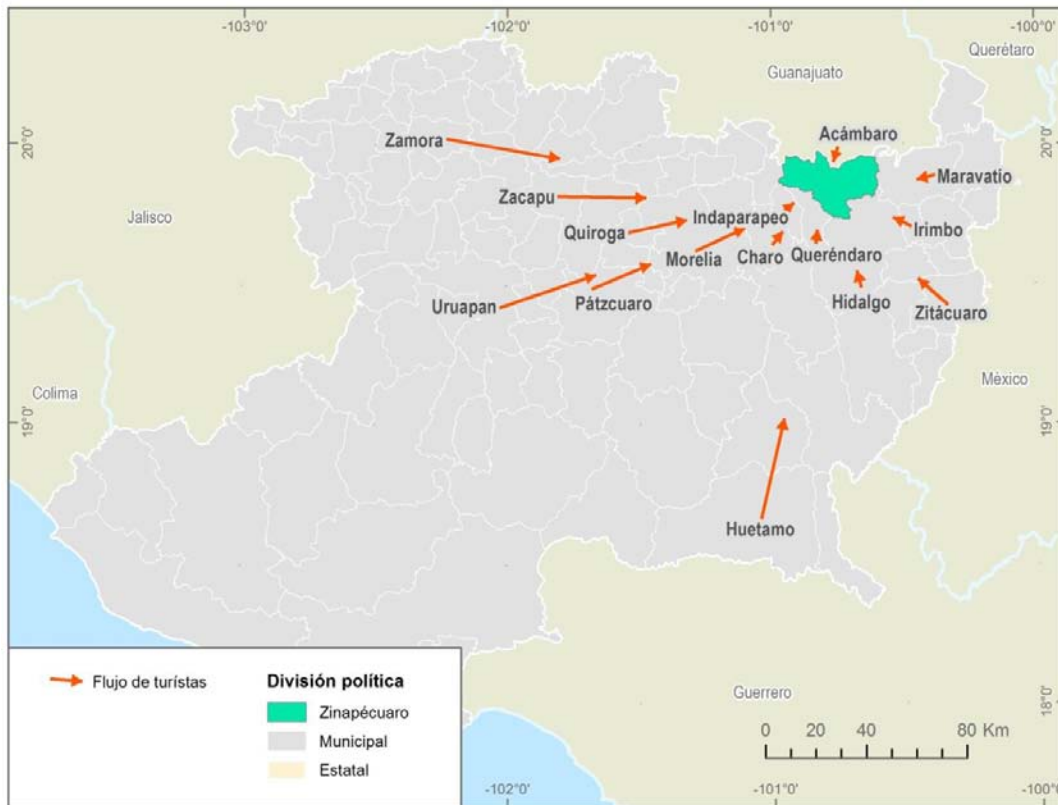 -103°0'
-102°0'
-101°0'
-100°0'
Querétaro
Guanajuato
20°0'
20°0'
Acámbaro
Zamora
Maravatío
Zacapu
Jalisco
Indaparapeo
Quiroga
Irimbo
Morelia
Charo
Queréndaro
Uruapan
Pátzcuaro
Hidalgo
Zitácuaro
Colima
México
19°0'
19°0'
Huetamo
Flujo de turístas
División política
Zinapécuaro
Municipal
Estatal
Guerrero
18°0'
0 20 40 60 80 Km
-102°0'
-101°0'
-100°0'